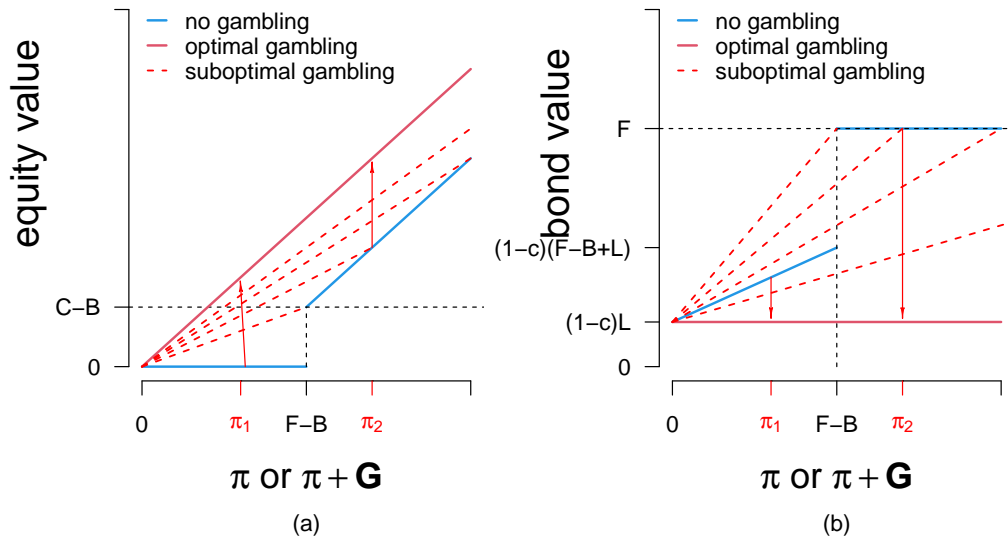 equity value
no gambling
optimal gambling
suboptimal gambling
C−B
0
0
π1
F−B
π2
π or π + G
(a)
bond value
no gambling
optimal gambling
suboptimal gambling
F
(1−c)(F−B+L)
(1−c)L
0
0
π1
F−B
π2
π or π + G
(b)